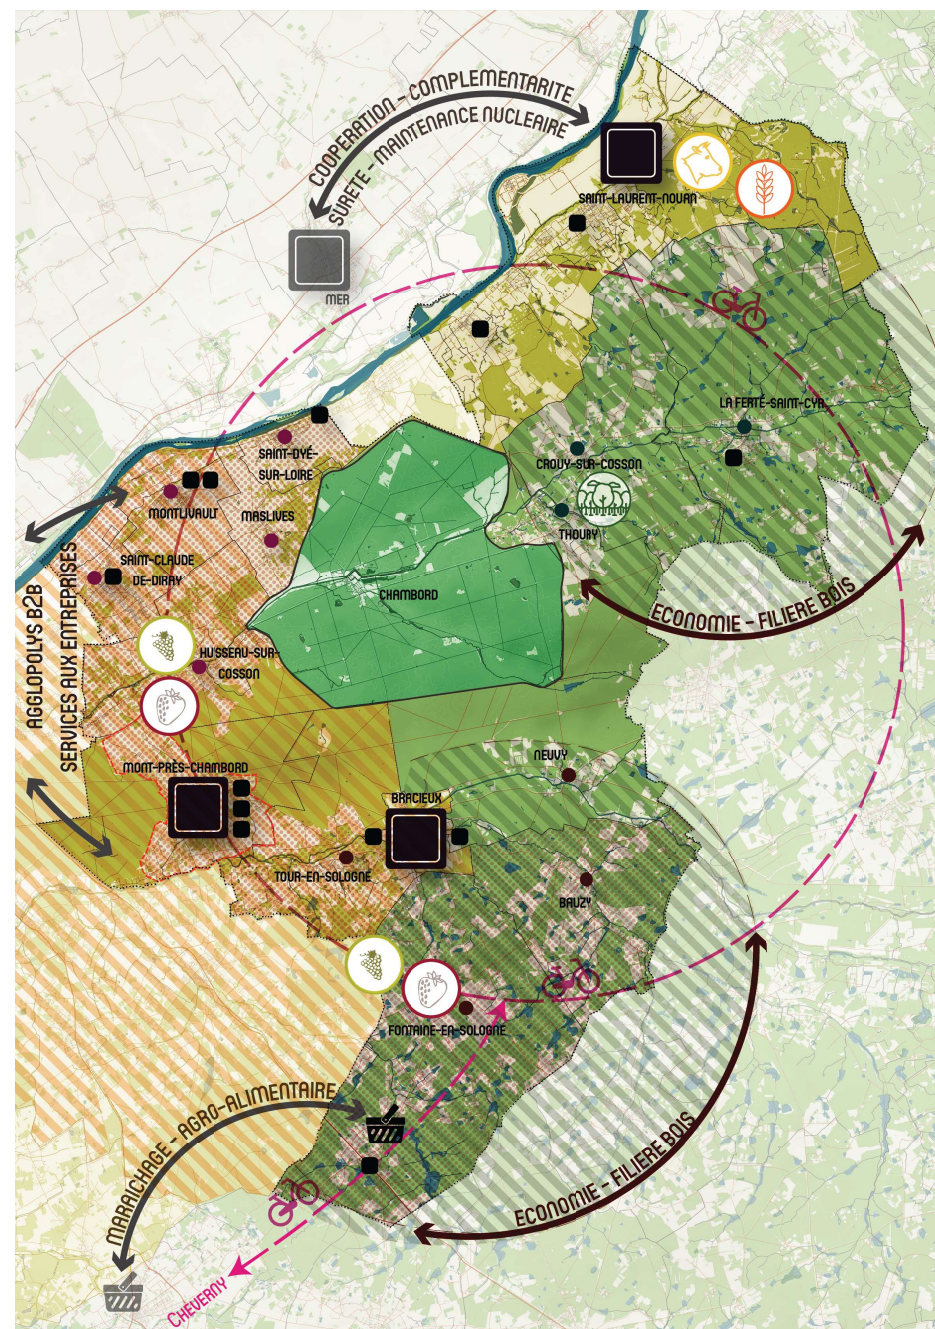 COOPERATION - COMPLEMENTARITE
SURETE - MAINTENANCE NUCLEAIRE
SAINT-LAURENT-NOUAN
MER
LA FERTÉ-SAINT-CYR
SAINT-DYÉ-
SUR-LOIRE
CROUY-SUR-COSSON
MONTLIVAULT
MASLIVES
THOURY
SAINT-CLAUDE
DE-DIRAY
CHAMBORD
ECONOMIE - FILIERE BOIS
AGGLOPOLYS B2B
SERVICES AUX ENTREPRISES
HUSSEAU-SUR-
COSSON
NEUVY
MONT-PRÈS-CHAMBORD
BRACIEUX
TOUR-EN-SOLOGNE
BAUZY
FONTAINE-EN-SOLOGNE
MARAICHAGE - AGRO-ALIMENTAIRE
ECONOMIE - FILIERE BOIS
CHEVERNY